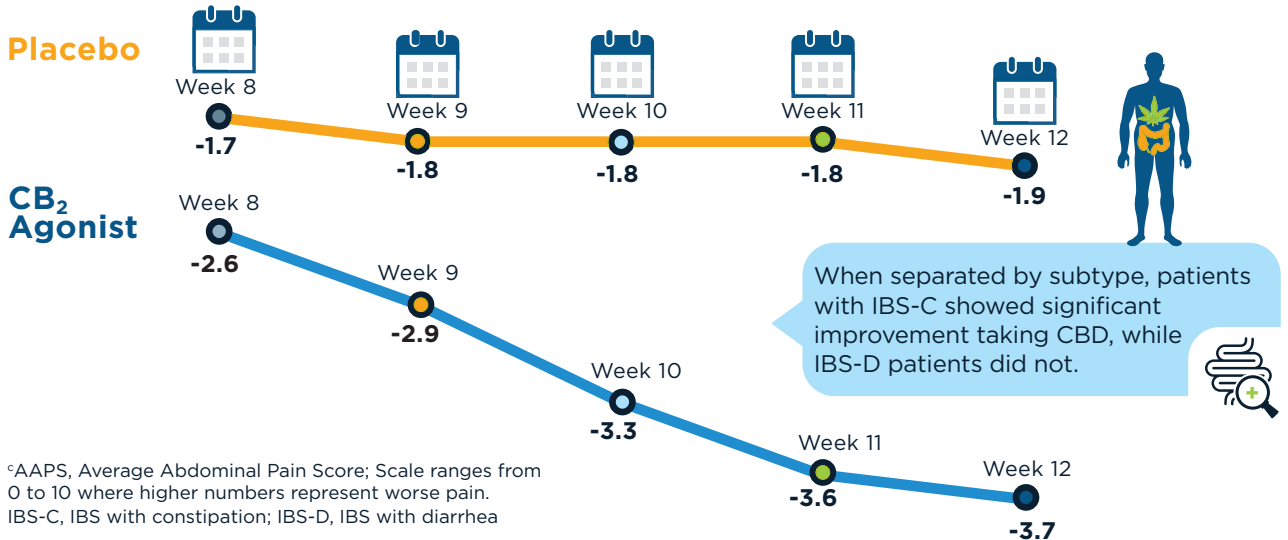 Placebo
Week 8
Week 9
Week 10
Week 11
Week 12
-1.7
-1.8
-1.8
-1.8
-1.9
CB₂
Agonist
Week 8
-2.6
Week 9
-2.9
Week 10
-3.3
Week 11
-3.6
Week 12
-3.7
When separated by subtype, patients
with IBS-C showed significant
improvement taking CBD, while
IBS-D patients did not.
ᶜAAPS, Average Abdominal Pain Score; Scale ranges from
0 to 10 where higher numbers represent worse pain.
IBS-C, IBS with constipation; IBS-D, IBS with diarrhea